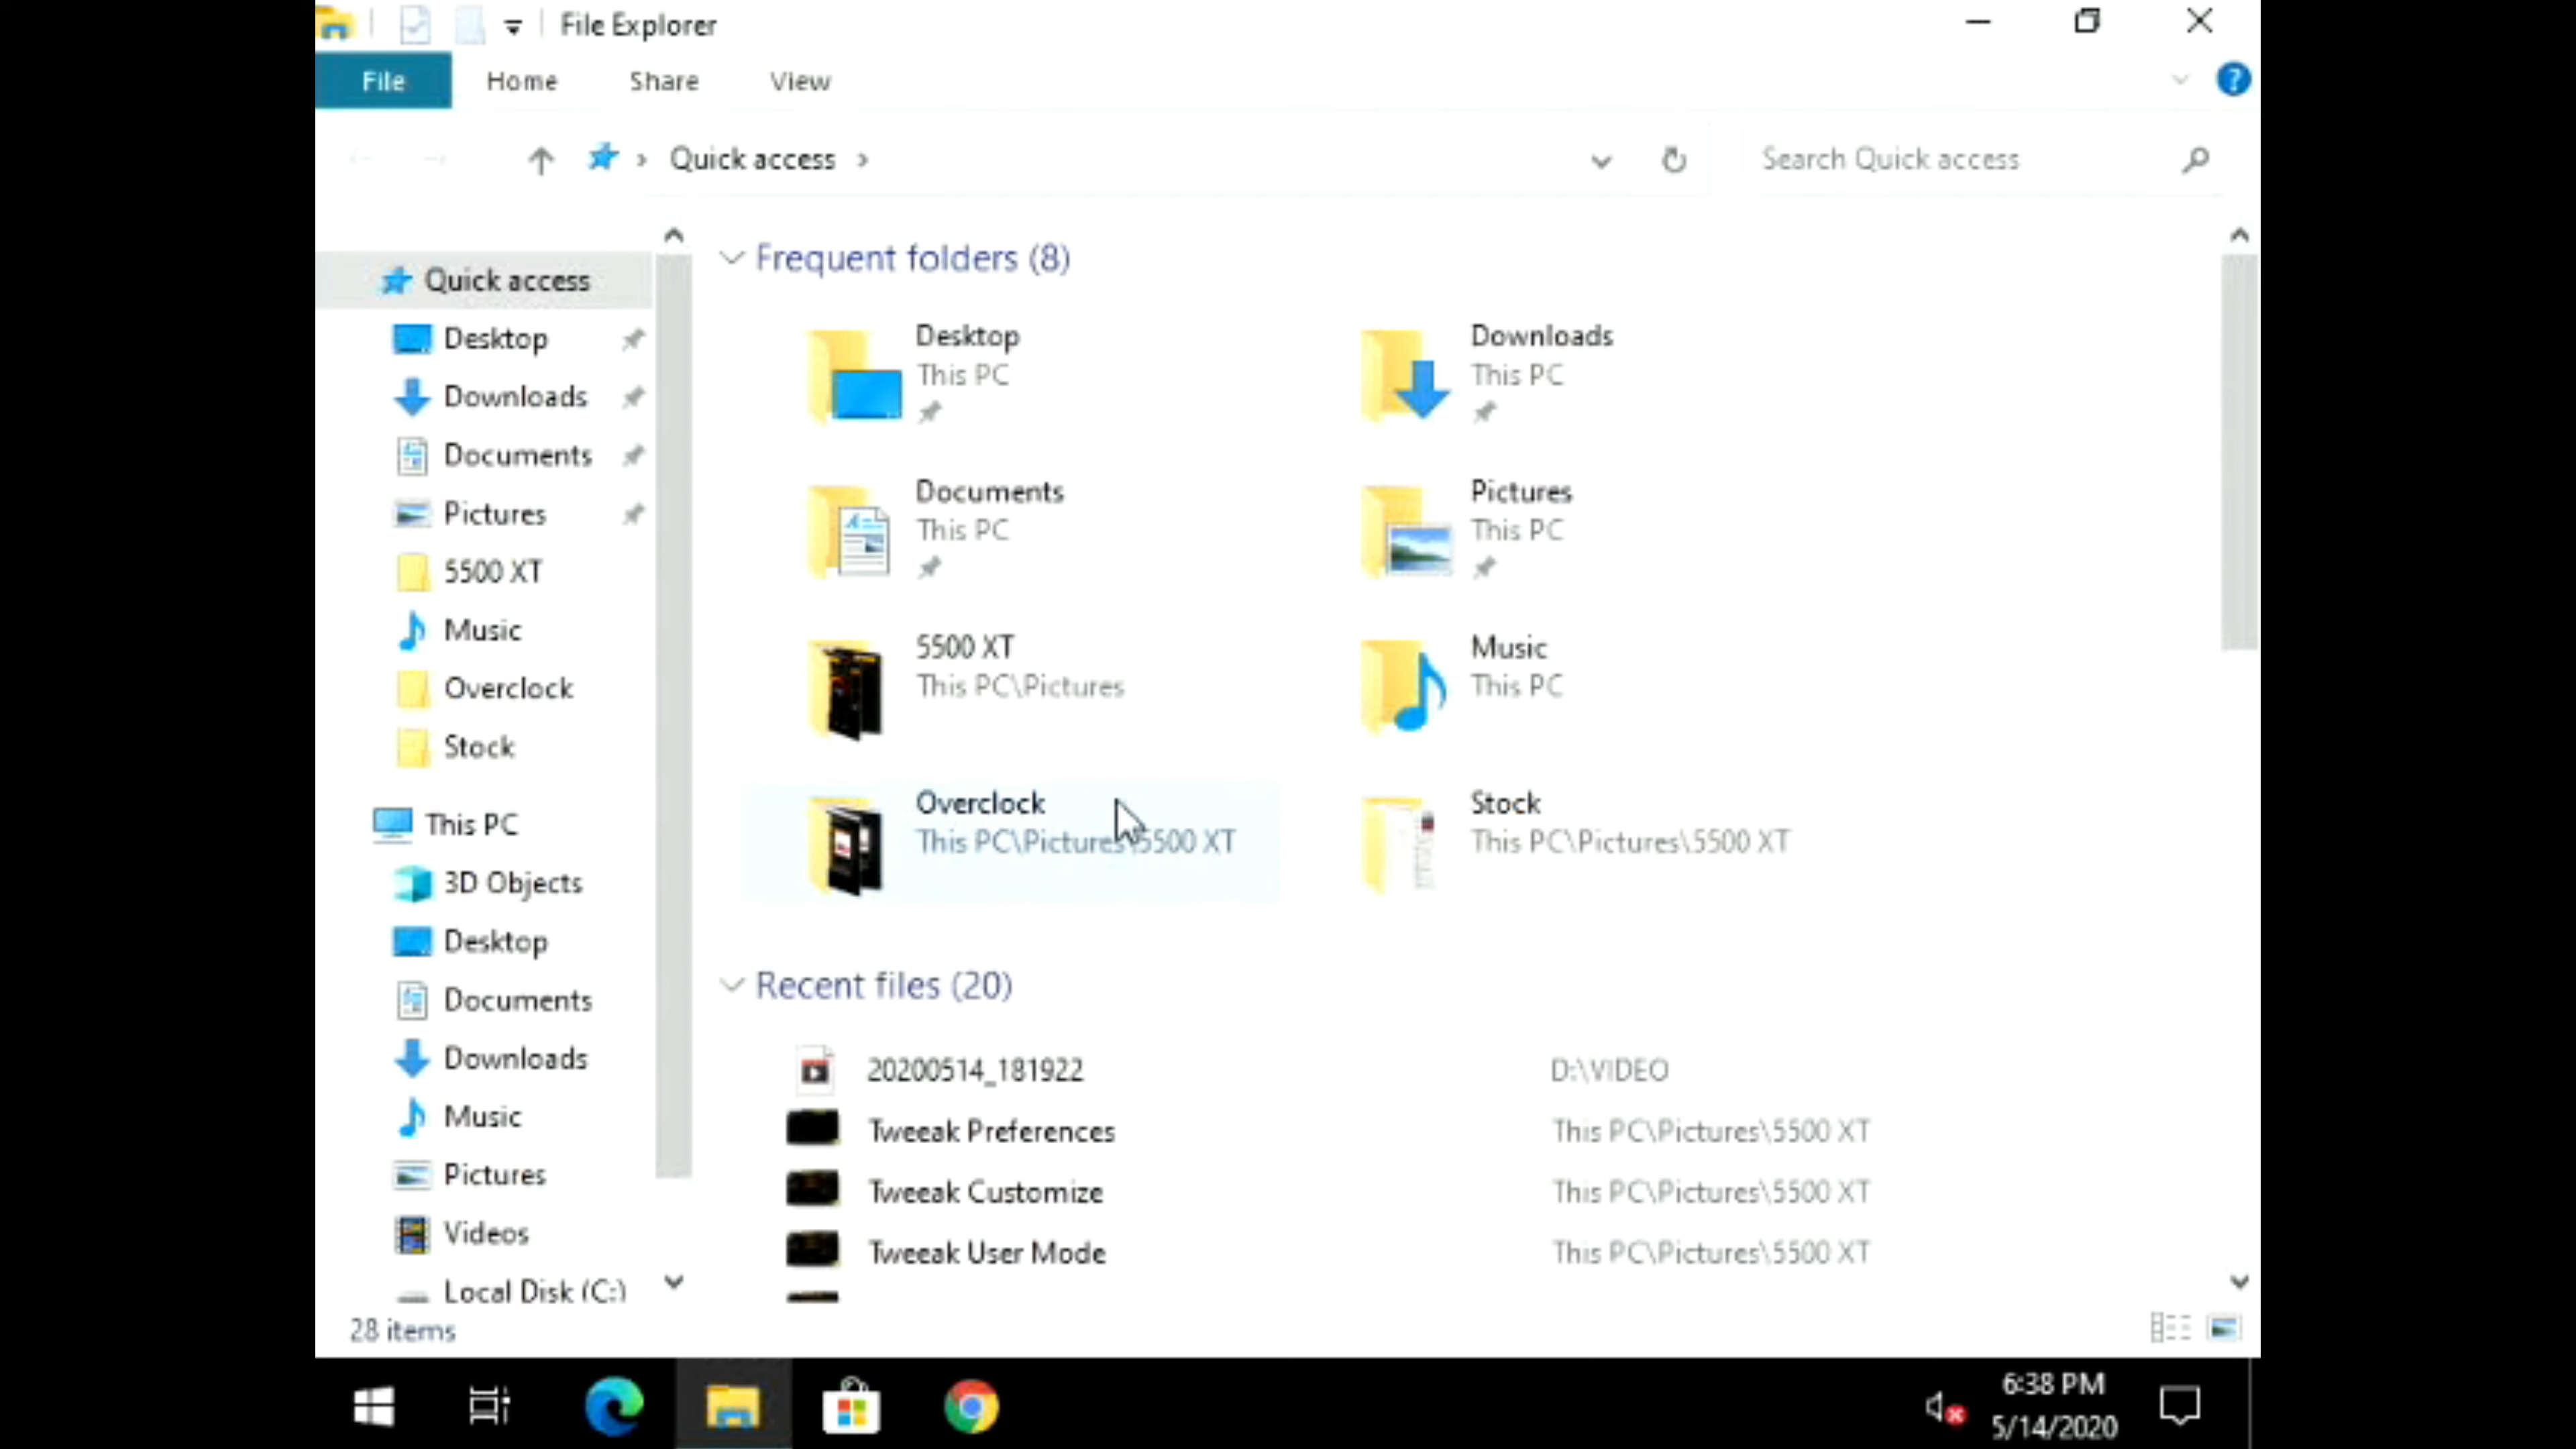 File Explorer
File Home Share View
Quick access
Search Quick access
Quick access
Desktop
Downloads
Documents
Pictures
5500 XT
Music
Overclock
Stock
This PC
3D Objects
Desktop
Documents
Downloads
Music
Pictures
Videos
Local Disk (C:)
Frequent folders (8)
Desktop
This PC
Downloads
This PC
Documents
This PC
Pictures
This PC
5500 XT
This PC\Pictures
Music
This PC
Overclock
This PC\Pictures\5500 XT
Stock
This PC\Pictures\5500 XT
Recent files (20)
20200514_181922 D:\VIDEO
Tweeak Preferences This PC\Pictures\5500 XT
Tweeak Customize This PC\Pictures\5500 XT
Tweeak User Mode This PC\Pictures\5500 XT
28 items
6:38 PM
5/14/2020